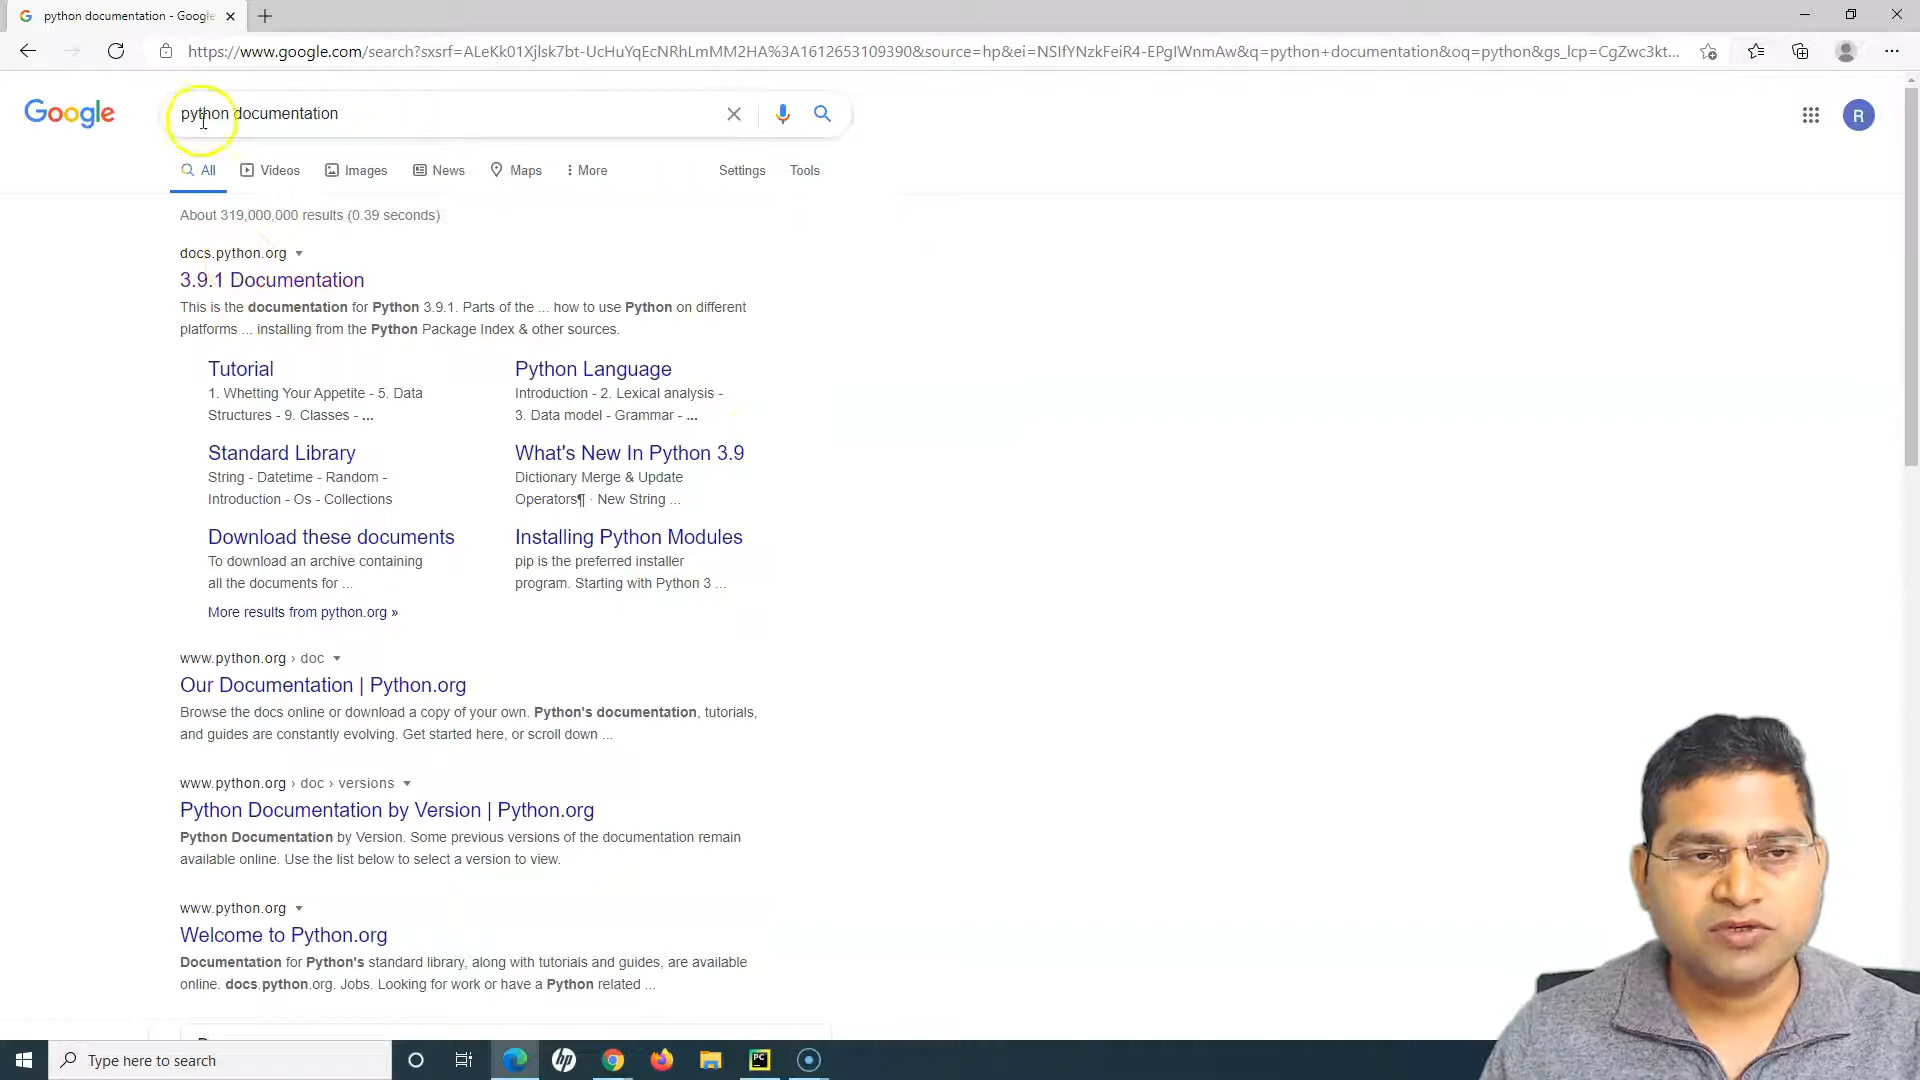 python documentation - Google
https://www.google.com/search?sxsrf=ALeKk01Xjlsk7bt-UcHuYqEcNRhLmMM2HA%3A1612653109390&source=hp&ei=NSIfYNzkFeiR4-EPgIWnmAw&q=python+documentation&oq=python&gs_lcp=CgZwc3kt...
Google
python documentation
R
All Videos Images News Maps More Settings Tools
About 319,000,000 results (0.39 seconds)
docs.python.org
3.9.1 Documentation
This is the documentation for Python 3.9.1. Parts of the ... how to use Python on different
platforms ... installing from the Python Package Index & other sources.
Tutorial
1. Whetting Your Appetite - 5. Data
Structures - 9. Classes - ...
Python Language
Introduction - 2. Lexical analysis -
3. Data model - Grammar - ...
Standard Library
String - Datetime - Random -
Introduction - Os - Collections
What's New In Python 3.9
Dictionary Merge & Update
Operators¶ · New String ...
Download these documents
To download an archive containing
all the documents for ...
Installing Python Modules
pip is the preferred installer
program. Starting with Python 3 ...
More results from python.org »
www.python.org › doc
Our Documentation | Python.org
Browse the docs online or download a copy of your own. Python's documentation, tutorials,
and guides are constantly evolving. Get started here, or scroll down ...
www.python.org › doc › versions
Python Documentation by Version | Python.org
Python Documentation by Version. Some previous versions of the documentation remain
available online. Use the list below to select a version to view.
www.python.org
Welcome to Python.org
Documentation for Python's standard library, along with tutorials and guides, are available
online. docs.python.org. Jobs. Looking for work or have a Python related ...
Type here to search
hp
PC